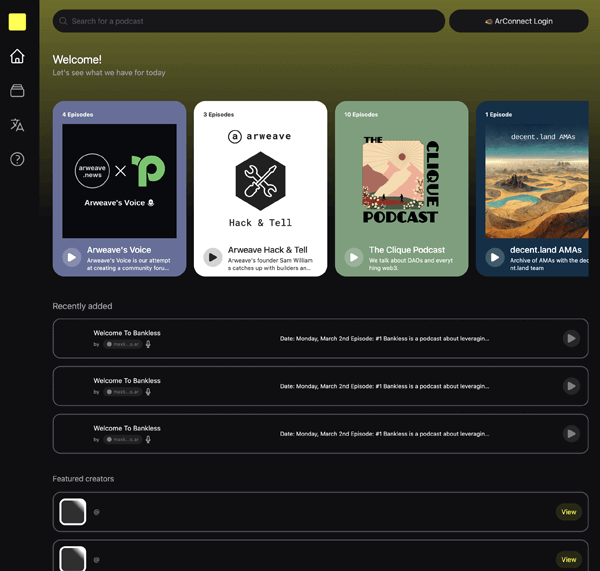 Search for a podcast
ArConnect Login
Welcome!
Let's see what we have for today
4 Episodes
arweave
.news
Arweave's Voice
Arweave's Voice
Arweave's Voice is our attempt
at creating a community foru...
3 Episodes
arweave
Hack & Tell
Arweave Hack & Tell
Arweave's founder Sam William
s catches up with builders an...
10 Episodes
THE
CLIQUE
PODCAST
The Clique Podcast
We talk about DAOs and everyt
hing web3.
1 Episode
decent.land AMAs
decent.land AMAs
Archive of AMAs with the dec
nt.land team
Recently added
Welcome To Bankless
by mask...o.ar
Date: Monday, March 2nd Episode: #1 Bankless is a podcast about leveragin...
Welcome To Bankless
by mask...o.ar
Date: Monday, March 2nd Episode: #1 Bankless is a podcast about leveragin...
Welcome To Bankless
by mask...o.ar
Date: Monday, March 2nd Episode: #1 Bankless is a podcast about leveragin...
Featured creators
@
View
@
View